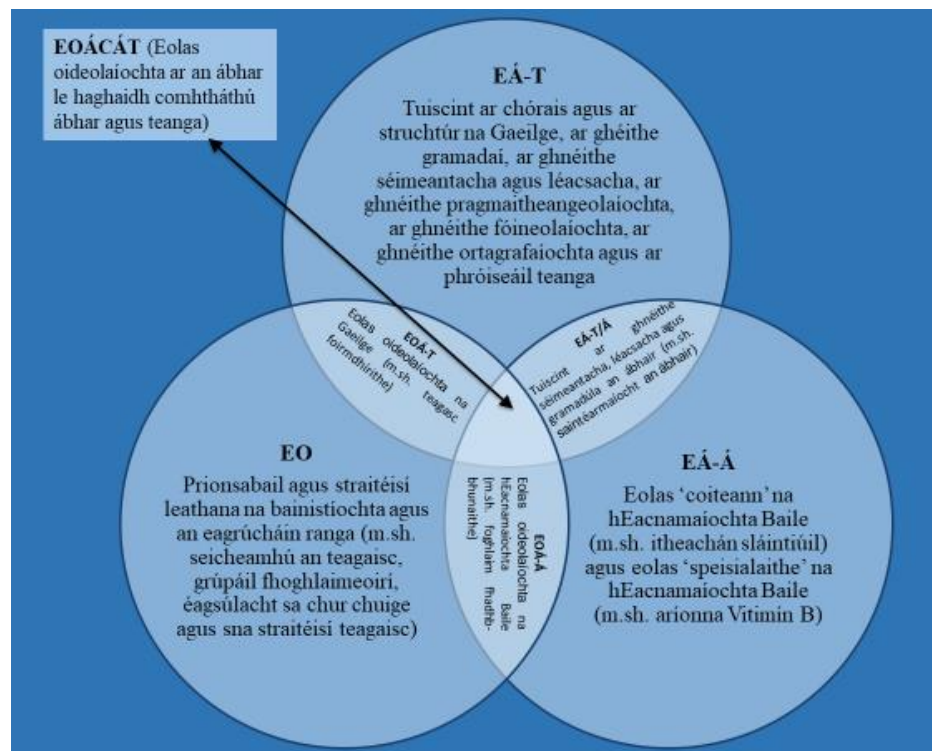 EOÁCÁT (Eolas
oideolaíochta ar an ábhar
le haghaidh comhtháthú
ábhar agus teanga)
EÁ-T
Tuiscint ar chórais agus ar
struchtúr na Gaeilge, ar ghéithe
gramadaí, ar ghnéithe
séimeantacha agus léacsacha, ar
ghnéithe pragmaitheangeolaíochta,
ar ghnéithe fóineolaíochta, ar
ghnéithe ortagrafaíochta agus ar
phróiseáil teanga
EOÁ-T
Eolas oideolaíochta na
Gaeilge (m.sh. teagasc
foirmdhírithe)
EÁ-T/Á
Tuiscint ar ghnéithe
séimeantacha, léacsacha agus
gramadúla an ábhair (m.sh.
saintéarmaíocht an ábhair)
EO
Prionsabail agus straitéisí
leathana na bainistíochta agus
an eagrúcháin ranga (m.sh.
seicheamhú an teagaisc,
grúpáil fhoghlaimeoirí,
éagsúlacht sa chur chuige
agus sna straitéisí teagaisc)
EOÁ-Á
Eolas oideolaíochta na
hEacnamaíochta Baile
(m.sh. foghlaim fhadhb-
bhunaithe)
EÁ-Á
Eolas ‘coiteann’ na
hEacnamaíochta Baile
(m.sh. itheachán sláintiúil)
agus eolas ‘speisialaithe’ na
hEacnamaíochta Baile
(m.sh. aríonna Vitimín B)